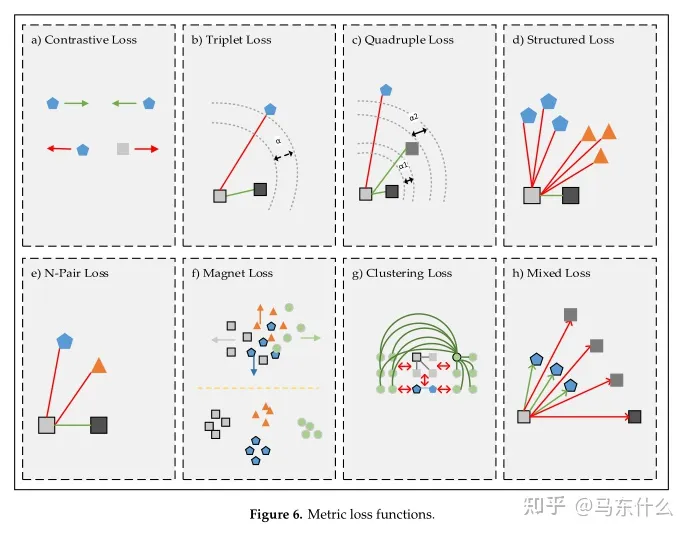 a) Contrastive Loss
b) Triplet Loss
c) Quadruple Loss
d) Structured Loss
α
α2
α1
e) N-Pair Loss
f) Magnet Loss
g) Clustering Loss
h) Mixed Loss
Figure 6. Metric loss functions.
知乎 @马东什么